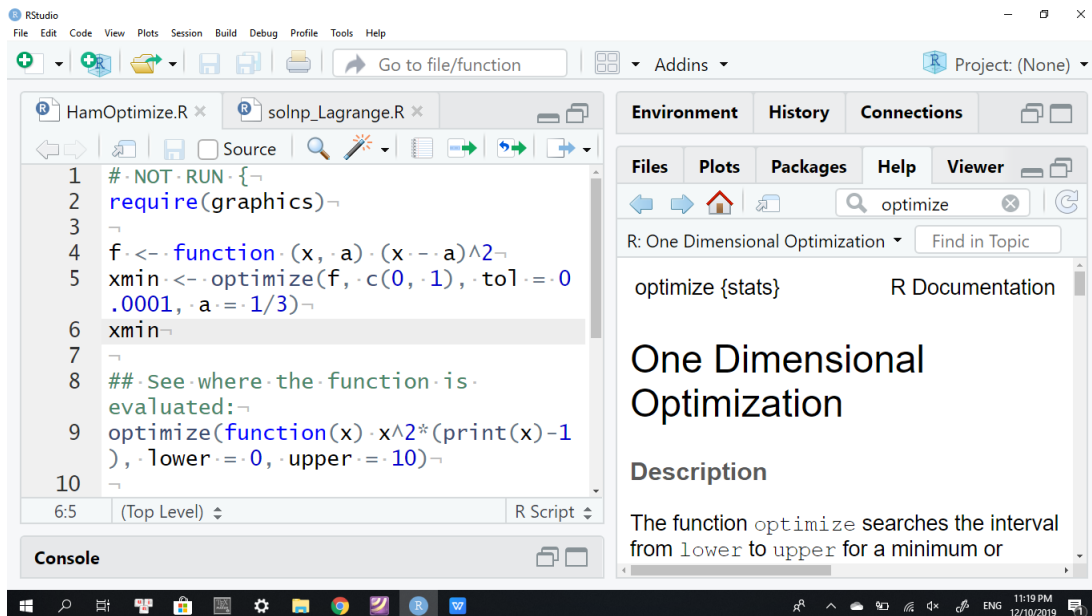 RStudio
File Edit Code View Plots Session Build Debug Profile Tools Help
Go to file/function
Addins
Project: (None)
HamOptimize.R
solnp_Lagrange.R
Source
1 # NOT RUN {
2 require(graphics)
3
4 f <- function (x, a) (x - a)^2
5 xmin <- optimize(f, c(0, 1), tol = 0
.0001, a = 1/3)
6 xmin
7
8 ## See where the function is
evaluated:
9 optimize(function(x) x^2*(print(x)-1
), lower = 0, upper = 10)
10
6:5 (Top Level) R Script
Console
Environment History Connections
Files Plots Packages Help Viewer
optimize
R: One Dimensional Optimization Find in Topic
optimize {stats} R Documentation
One Dimensional
Optimization
Description
The function optimize searches the interval
from lower to upper for a minimum or
ENG
11:19 PM
12/10/2019